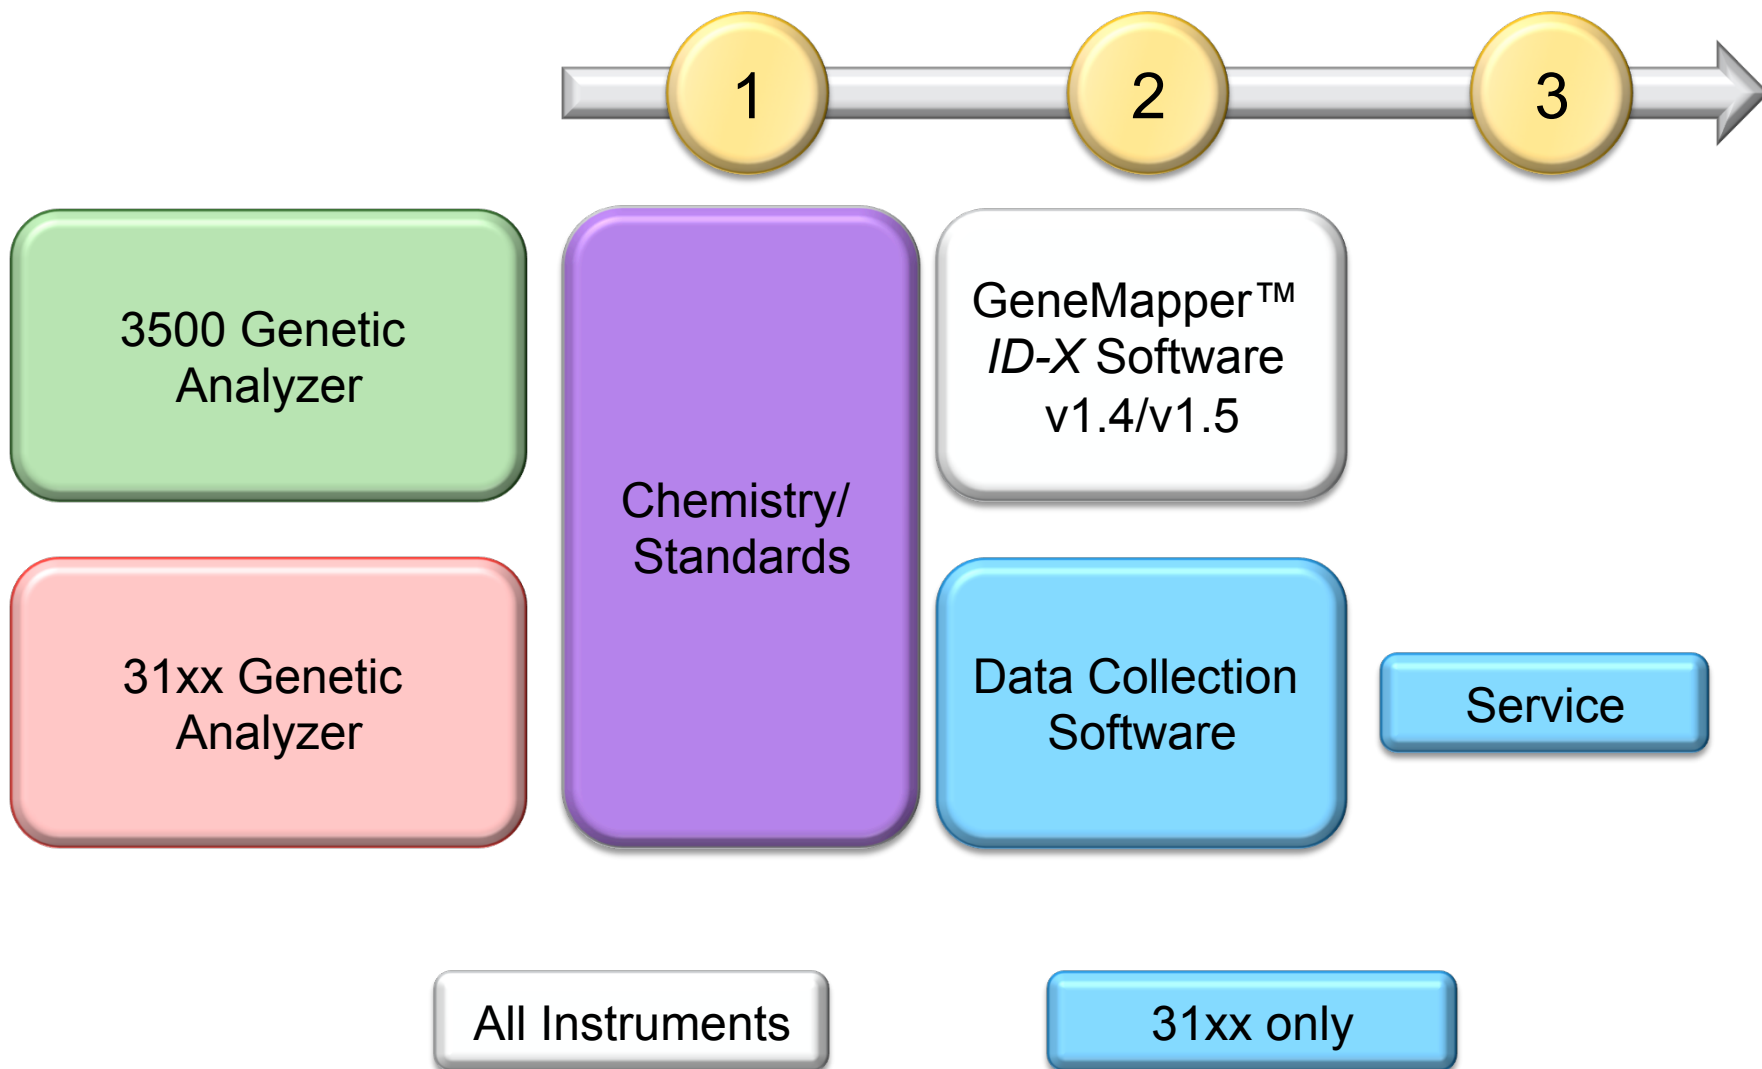 1
2
3
3500 Genetic
Analyzer
Chemistry/
Standards
GeneMapper™
ID-X Software
v1.4/v1.5
31xx Genetic
Analyzer
Data Collection
Software
Service
All Instruments
31xx only